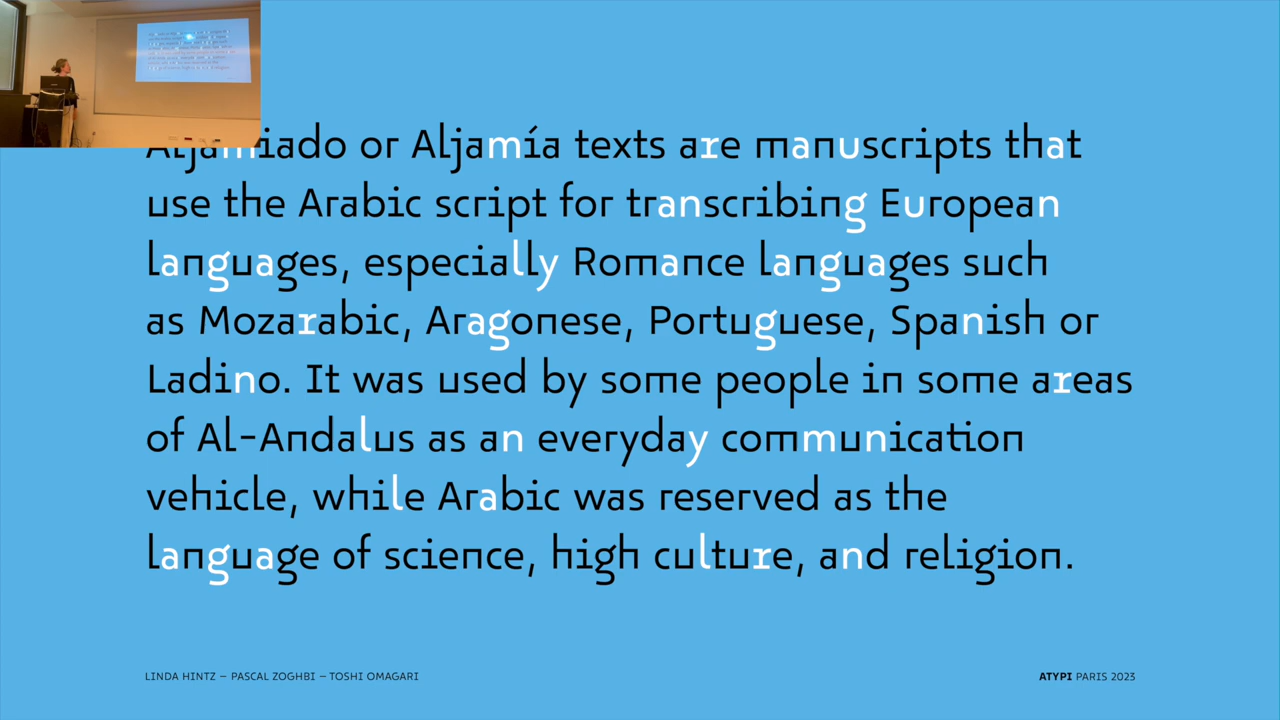 Aljamiado or Aljamía texts are manuscripts that
use the Arabic script for transcribing European
languages, especially Romance languages such
as Mozarabic, Aragonese, Portuguese, Spanish or
Ladino. It was used by some people in some areas
of Al-Andalus as an everyday communication
vehicle, while Arabic was reserved as the
language of science, high culture, and religion.
LINDA HINTZ – PASCAL ZOGHBI – TOSHI OMAGARI
ATYPI PARIS 2023